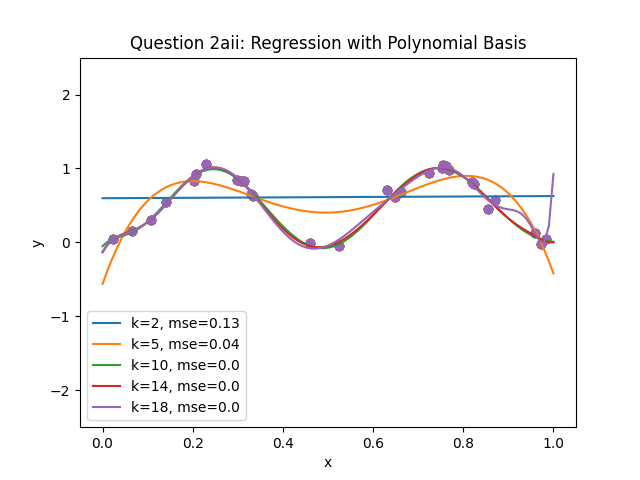 Question 2aii: Regression with Polynomial Basis
2
1
0
−1
−2
y
k=2, mse=0.13
k=5, mse=0.04
k=10, mse=0.0
k=14, mse=0.0
k=18, mse=0.0
0.0 0.2 0.4 0.6 0.8 1.0
x